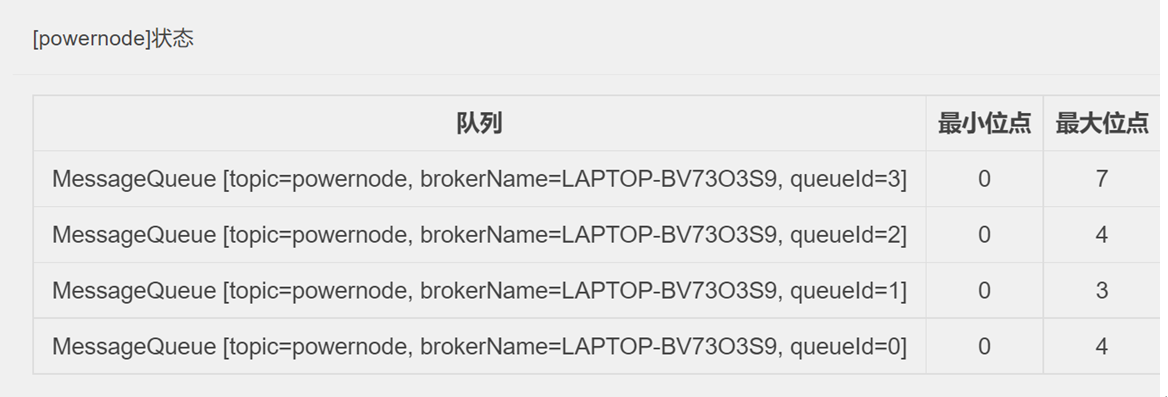 [powernode]状态
队列 最小位点 最大位点
MessageQueue [topic=powernode, brokerName=LAPTOP-BV73O3S9, queueId=3] 0 7
MessageQueue [topic=powernode, brokerName=LAPTOP-BV73O3S9, queueId=2] 0 4
MessageQueue [topic=powernode, brokerName=LAPTOP-BV73O3S9, queueId=1] 0 3
MessageQueue [topic=powernode, brokerName=LAPTOP-BV73O3S9, queueId=0] 0 4